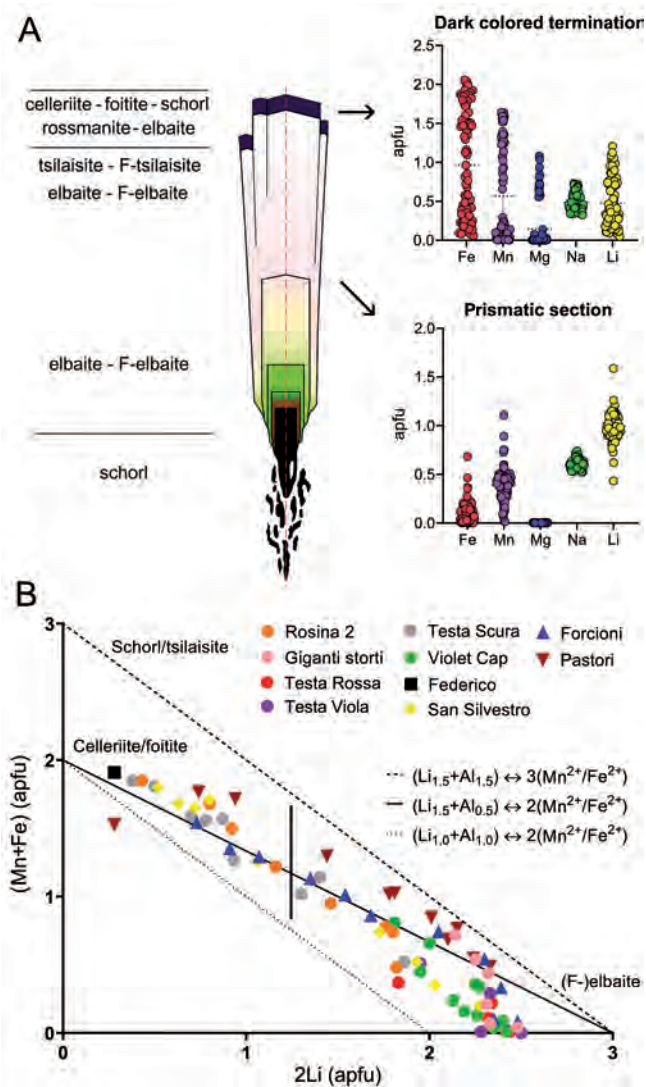 A
celleriite - foitite - schorl
rossmanite - elbaite
tsilaisite - F-tsilaisite
elbaite - F-elbaite
elbaite - F-elbaite
schorl
Dark colored termination
2.5
2.0
1.5
1.0
0.5
0.0
apfu
Fe Mn Mg Na Li
Prismatic section
2.0
1.5
1.0
0.5
0.0
apfu
Fe Mn Mg Na Li
B
3
2
1
0
(Mn+Fe) (apfu)
Schorl/tsilaisite
Celleriite/foitite
Rosina 2
Giganti storti
Testa Rossa
Testa Viola
Testa Scura
Violet Cap
Federico
San Silvestro
Forcioni
Pastori
(Li1.5+Al1.5) ↔ 3(Mn2+/Fe2+)
(Li1.5+Al0.5) ↔ 2(Mn2+/Fe2+)
(Li1.0+Al1.0) ↔ 2(Mn2+/Fe2+)
(F-)elbaite
0 1 2 3
2Li (apfu)